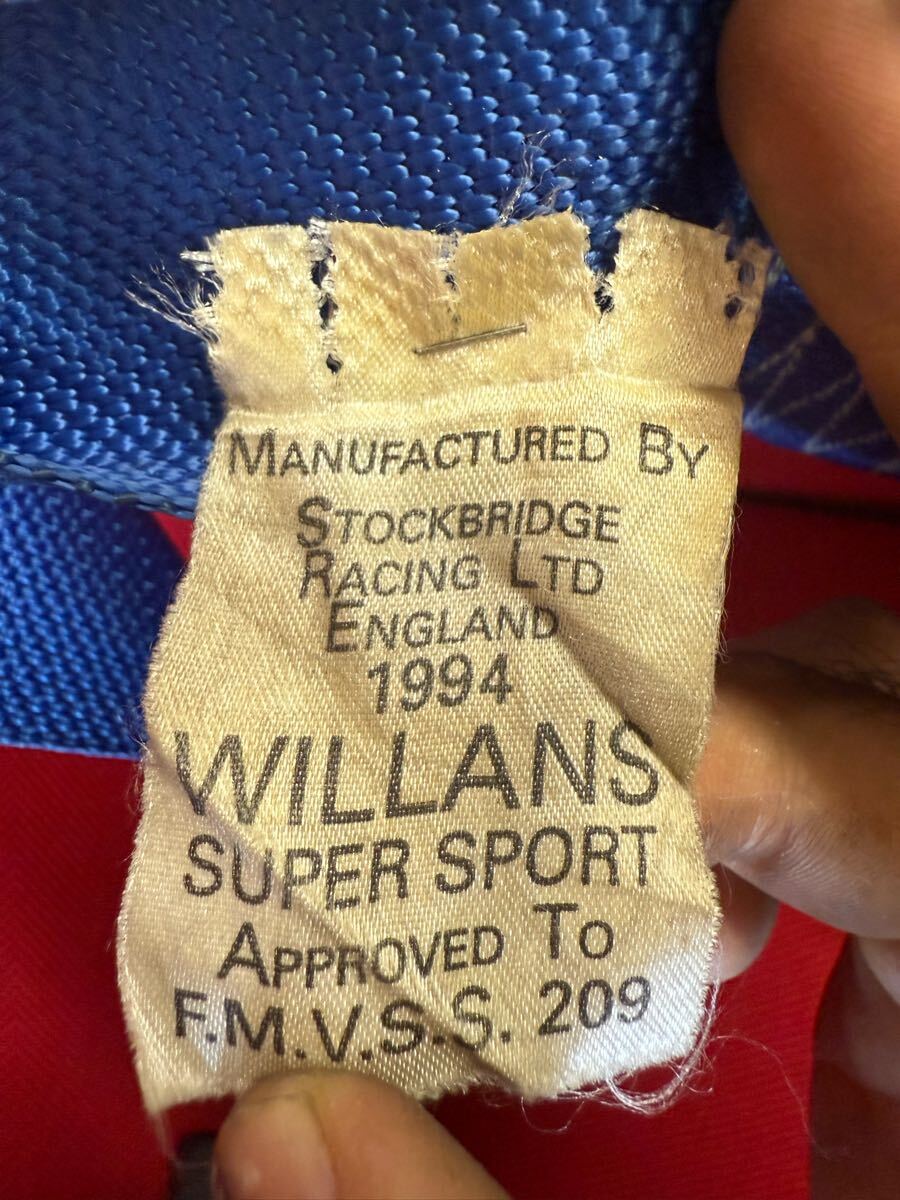 MANUFACTURED BY
STOCKBRIDGE
RACING LTD
ENGLAND
1994
WILLANS
SUPER SPORT
APPROVED TO
F.M.V.S.S. 209